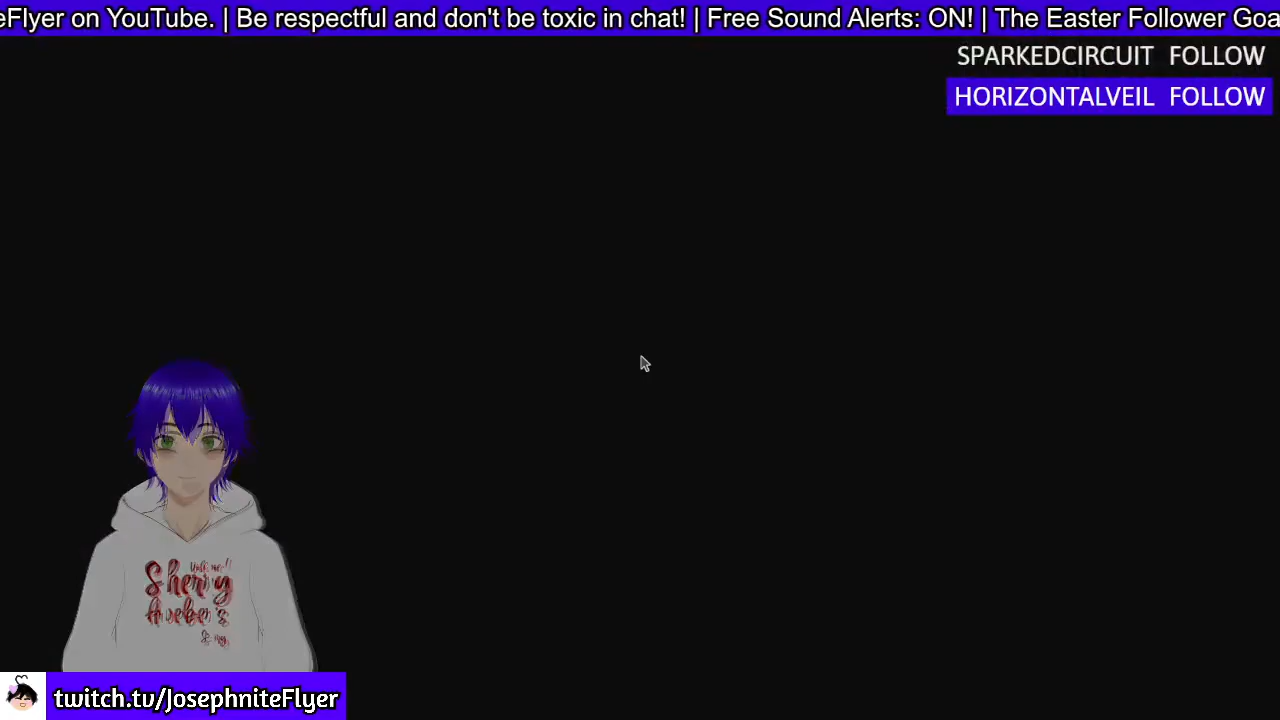 eFlyer on YouTube. | Be respectful and don't be toxic in chat! | Free Sound Alerts: ON! | The Easter Follower Goa
SPARKEDCIRCUIT FOLLOW
HORIZONTALVEIL FOLLOW
Sherry
twitch.tv/JosephniteFlyer